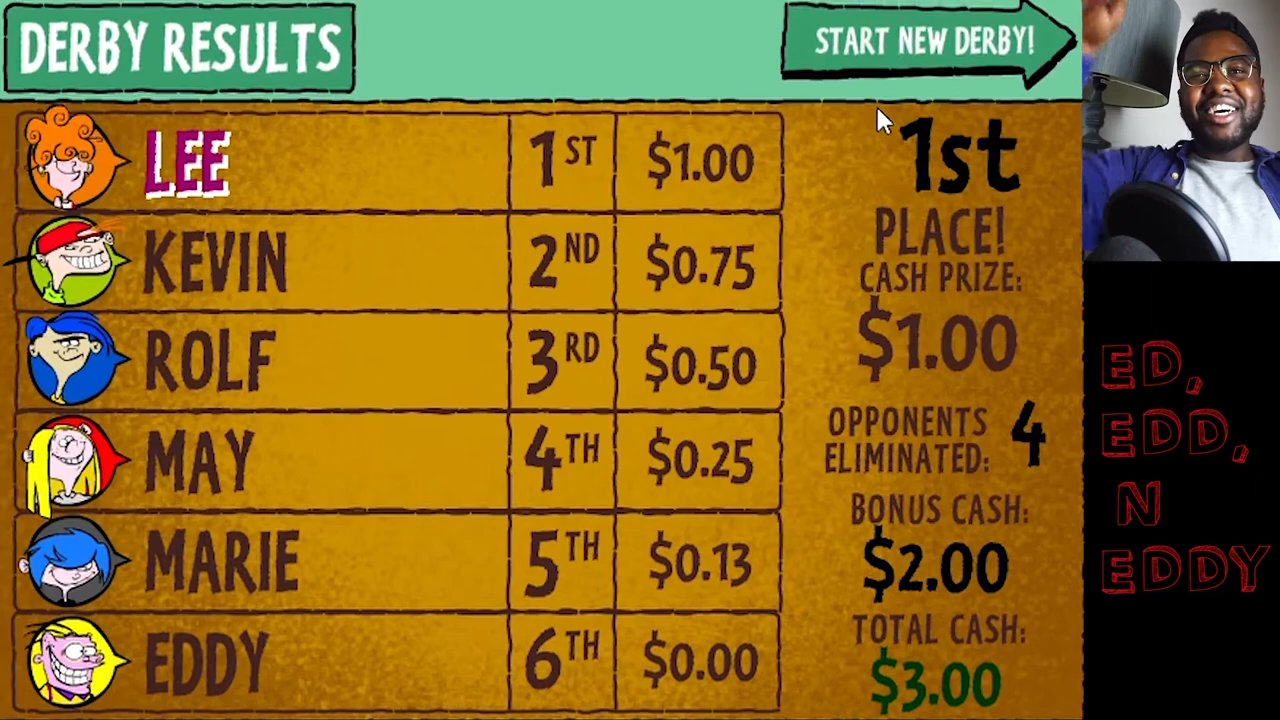 DERBY RESULTS
START NEW DERBY!
LEE 1ST $1.00
KEVIN 2ND $0.75
ROLF 3RD $0.50
MAY 4TH $0.25
MARIE 5TH $0.13
EDDY 6TH $0.00
1st
PLACE!
CASH PRIZE:
$1.00
OPPONENTS
ELIMINATED: 4
BONUS CASH:
$2.00
TOTAL CASH:
$3.00
ED,
EDD,
N
EDDY